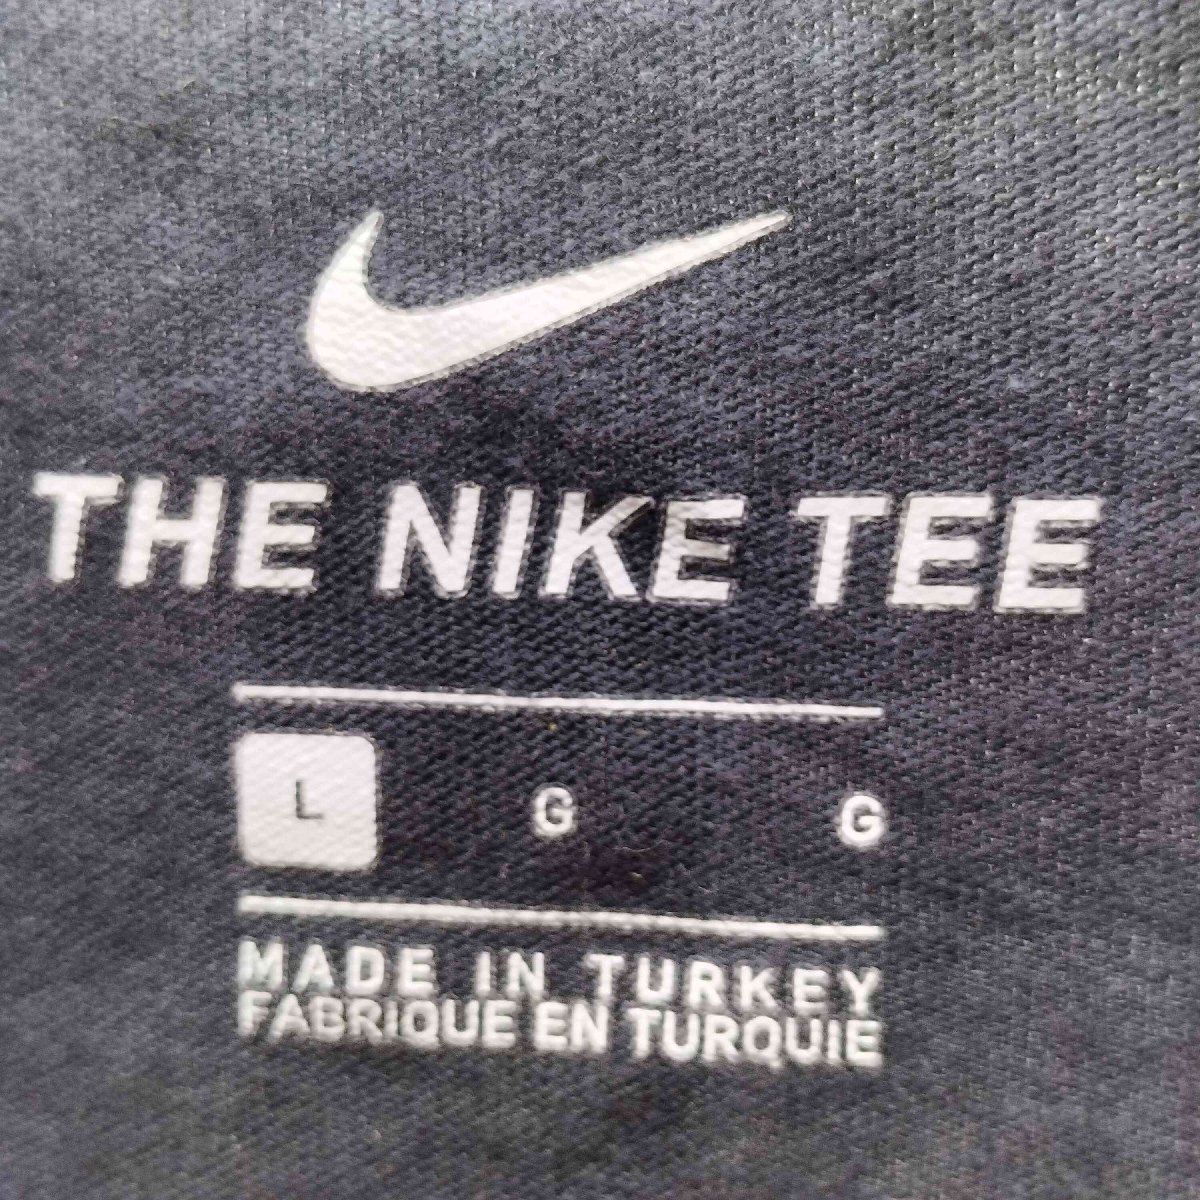 THE NIKE TEE
L G G
MADE IN TURKEY
FABRIQUE EN TURQUIE